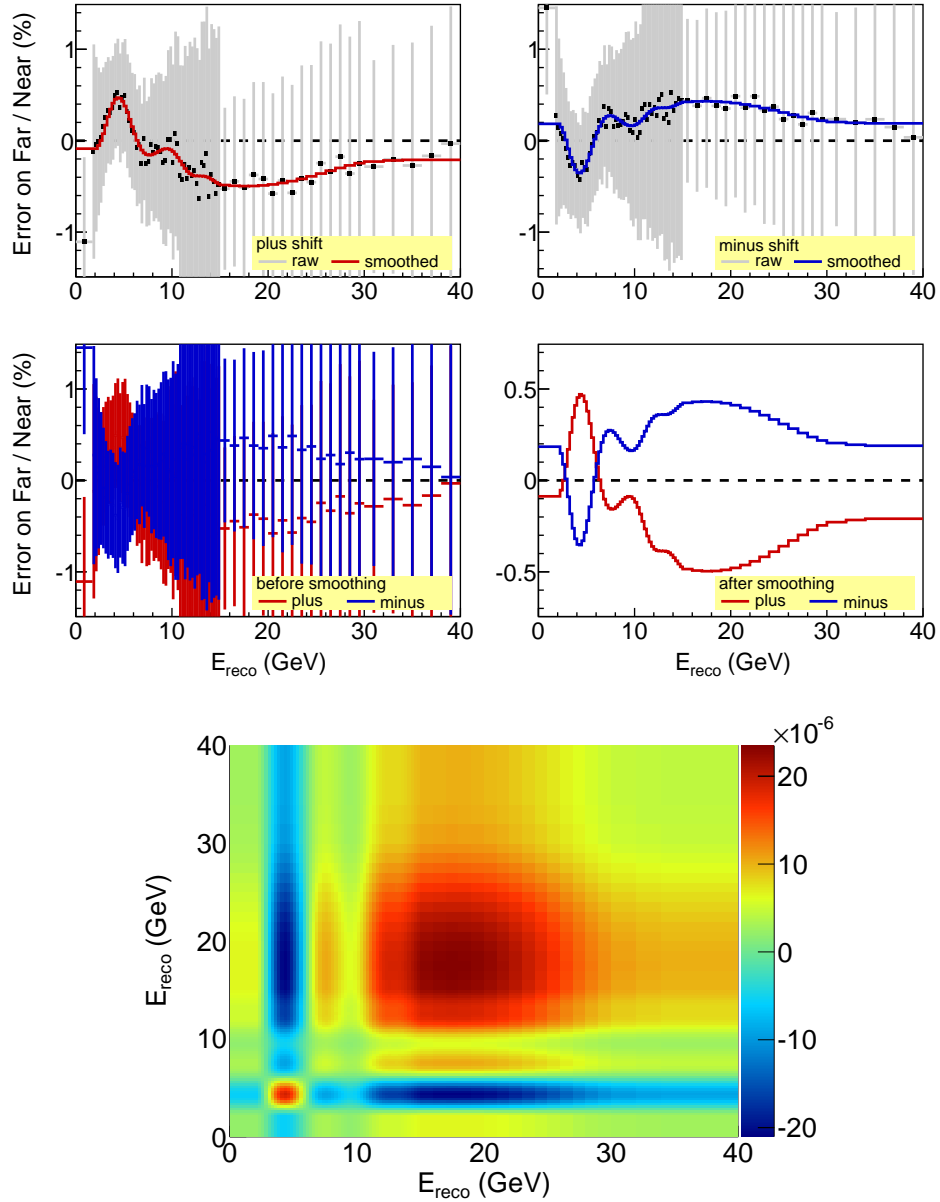 Error on Far / Near (%)
1
0
-1
plus shift
raw smoothed
0 10 20 30 40
1
0
-1
minus shift
raw smoothed
0 10 20 30 40
Error on Far / Near (%)
1
0
1
before smoothing
plus minus
0 10 20 30 40
E_reco (GeV)
0.5
0
-0.5
after smoothing
plus minus
0 10 20 30 40
E_reco (GeV)
×10^-6
E_reco (GeV)
40
30
20
10
0
0 10 20 30 40
E_reco (GeV)
20
10
0
-10
-20